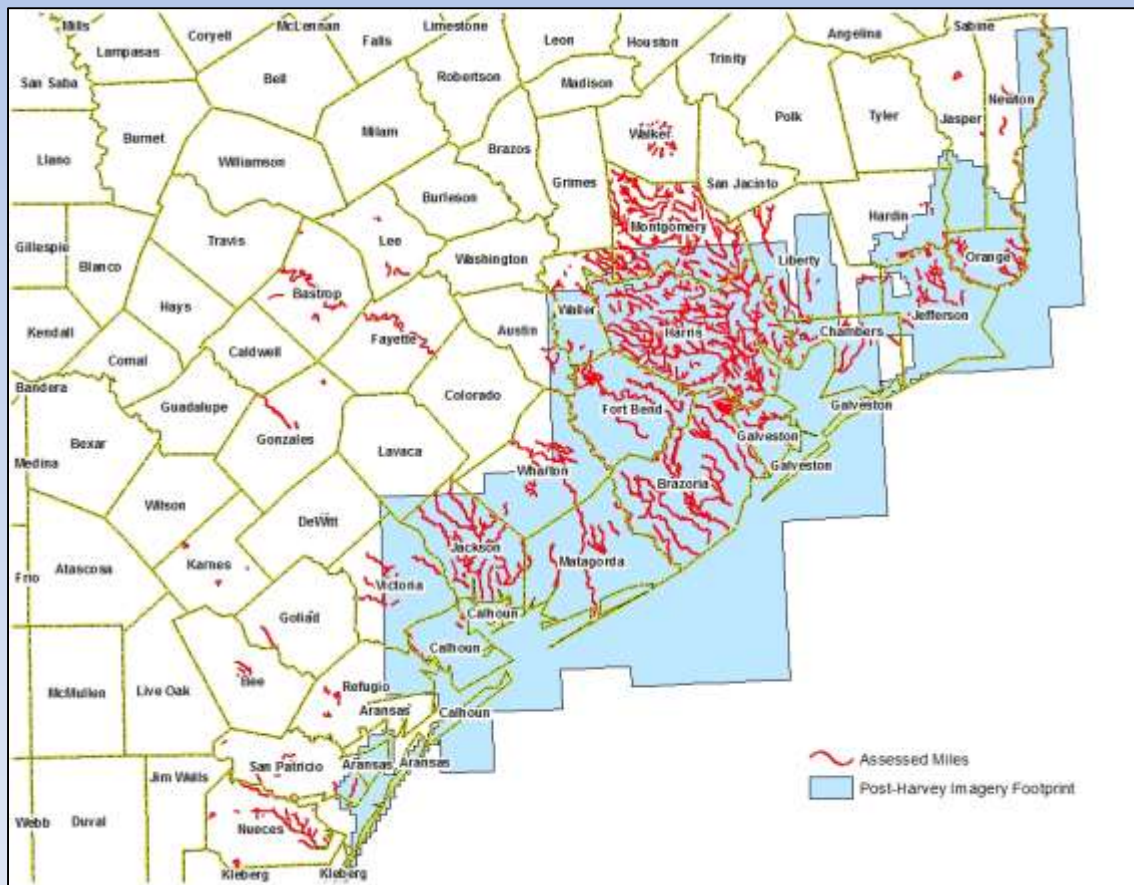 Mills
McLennan
Limestone
Sabine
Coryell
Falls
Leon
Houston
Angelina
Lampasas
Trinity
San Saba
Bell
Robertson
Madison
Newton
Polk
Tyler
Jasper
Burnet
Milam
Brazos
Walker
Llano
Williamson
Grimes
San Jacinto
Burleson
Hardin
Montgomery
Gillespie
Travis
Lee
Washington
Liberty
Orange
Blanco
Bastrop
Hays
Waller
Jefferson
Kendall
Fayette
Austin
Harris
Chambers
Comal
Caldwell
Bandera
Colorado
Galveston
Guadalupe
Fort Bend
Bexar
Gonzales
Galveston
Medina
Lavaca
Galveston
Wharton
Brazoria
Wilson
DeWitt
Jackson
Matagorda
Frio
Atascosa
Karnes
Victoria
Goliad
Calhoun
Calhoun
McMullen
Live Oak
Bee
Refugio
Aransas
Calhoun
San Patricio
Aransas
Aransas
Jim Wells
Assessed Miles
Post-Harvey Imagery Footprint
Webb
Duval
Nueces
Kleberg
Kleberg